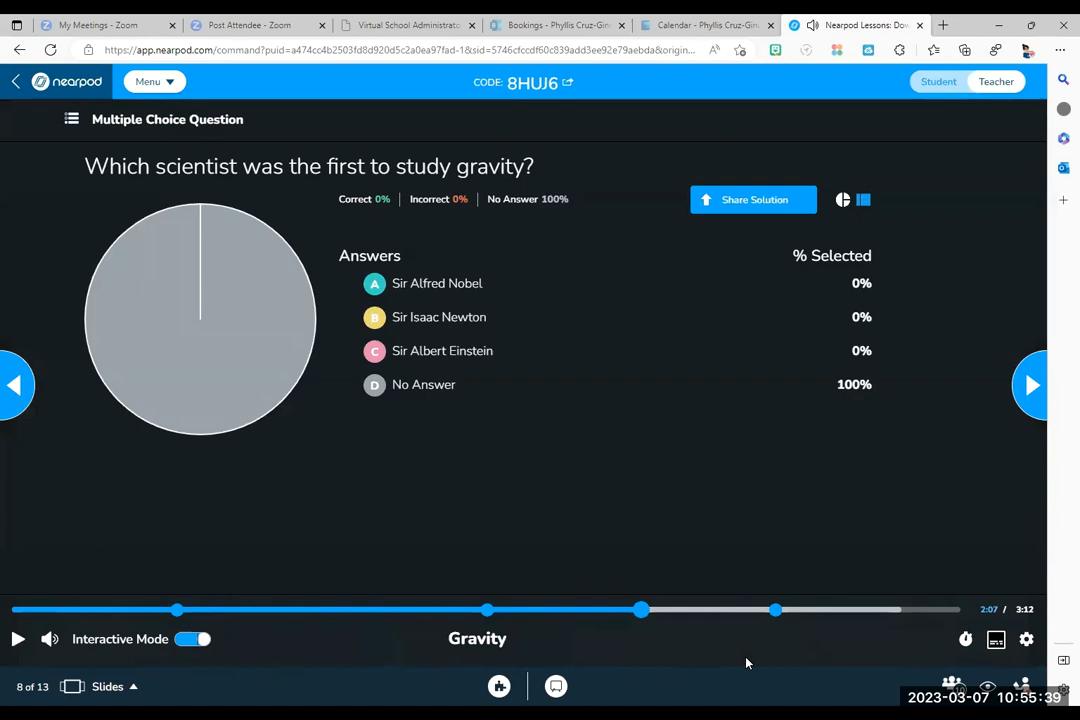 My Meetings - Zoom
Post Attendee - Zoom
Virtual School Administrato
Bookings - Phyllis Cruz-Gin
Calendar - Phyllis Cruz-Gin
Nearpod Lessons: Dow
https://app.nearpod.com/command?puid=a474cc4b2503fd8d920d5c2a0ea97fad-1&sid=5746cfccdf60c839add3ee92e79aebda&origin...
nearpod
Menu
CODE: 8HUJ6
Student
Teacher
Multiple Choice Question
Which scientist was the first to study gravity?
Correct 0% | Incorrect 0% | No Answer 100%
Share Solution
Answers
% Selected
A Sir Alfred Nobel 0%
B Sir Isaac Newton 0%
C Sir Albert Einstein 0%
D No Answer 100%
2:07 / 3:12
Interactive Mode
Gravity
8 of 13
Slides
2023-03-07 10:55:39